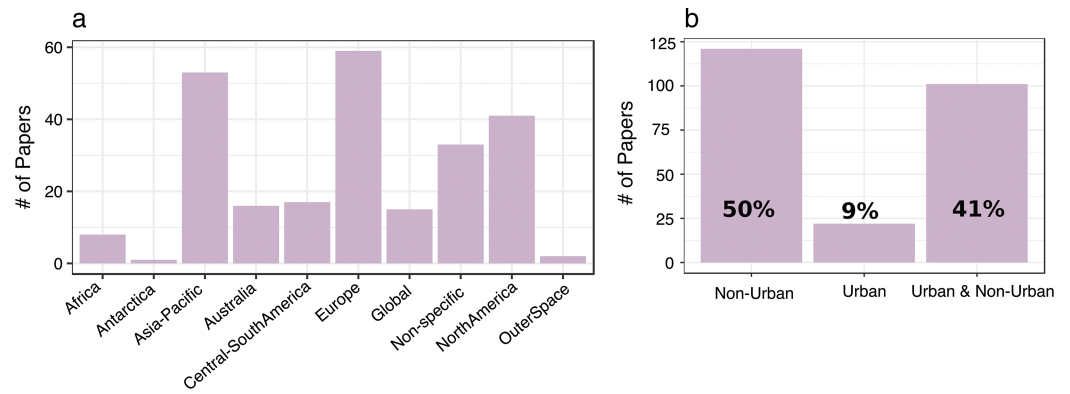 a
# of Papers
60
40
20
0
Africa
Antarctica
Asia-Pacific
Australia
Central-SouthAmerica
Europe
Global
Non-specific
NorthAmerica
OuterSpace
b
# of Papers
125
100
75
50
25
0
50%
9%
41%
Non-Urban
Urban
Urban & Non-Urban